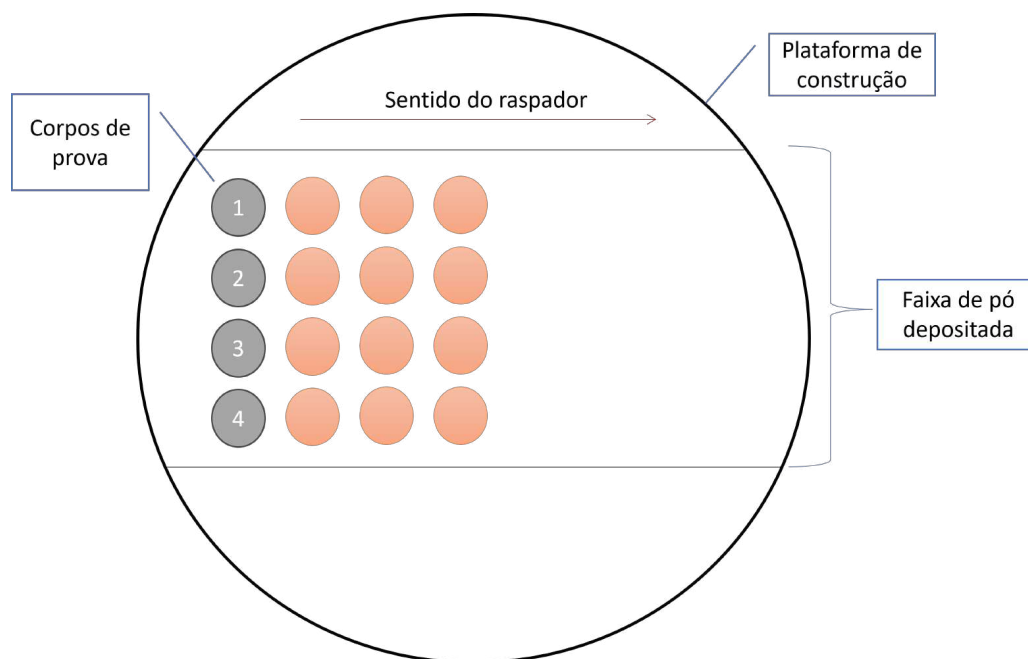 Plataforma de
construção
Sentido do raspador
Corpos de
prova
1
2
3
4
Faixa de pó
depositada